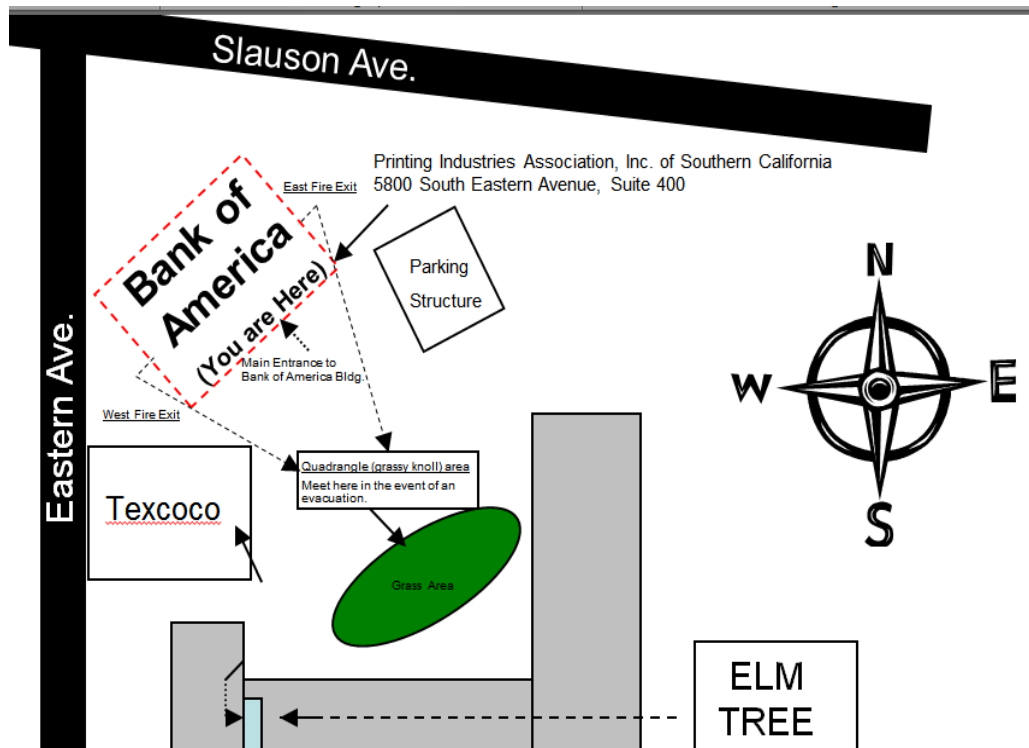 Slauson Ave.
Printing Industries Association, Inc. of Southern California
5800 South Eastern Avenue, Suite 400
East Fire Exit
Bank of
America
(You are Here)
Parking
Structure
Main Entrance to
Bank of America Bldg.
West Fire Exit
Eastern Ave.
N
W
E
S
Quadrangle (grassy knoll) area
Meet here in the event of an
evacuation.
Texcoco
Grass Area
ELM
TREE